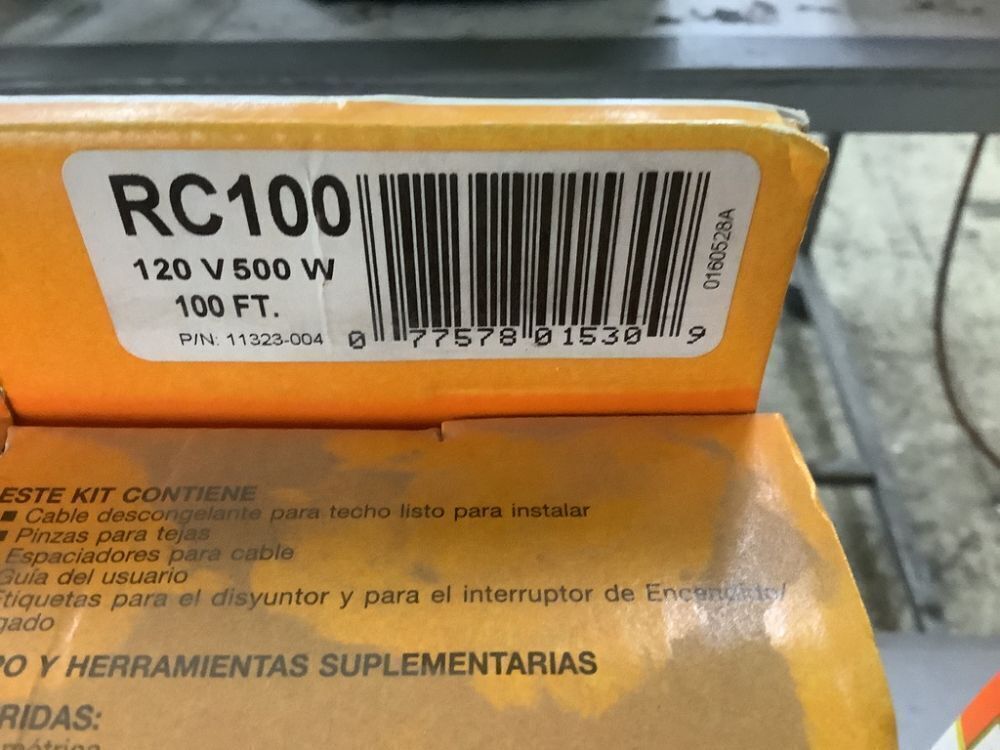 RC100
120 V 500 W
100 FT.
P/N: 11323-004
0 77578 01530 9
0160528A
ESTE KIT CONTIENE
■ Cable descongelante para techo listo para instalar
■ Pinzas para tejas
Espaciadores para cable
Guía del usuario
Etiquetas para el disyuntor y para el interruptor de Encendido/
gado
O Y HERRAMIENTAS SUPLEMENTARIAS
RIDAS: